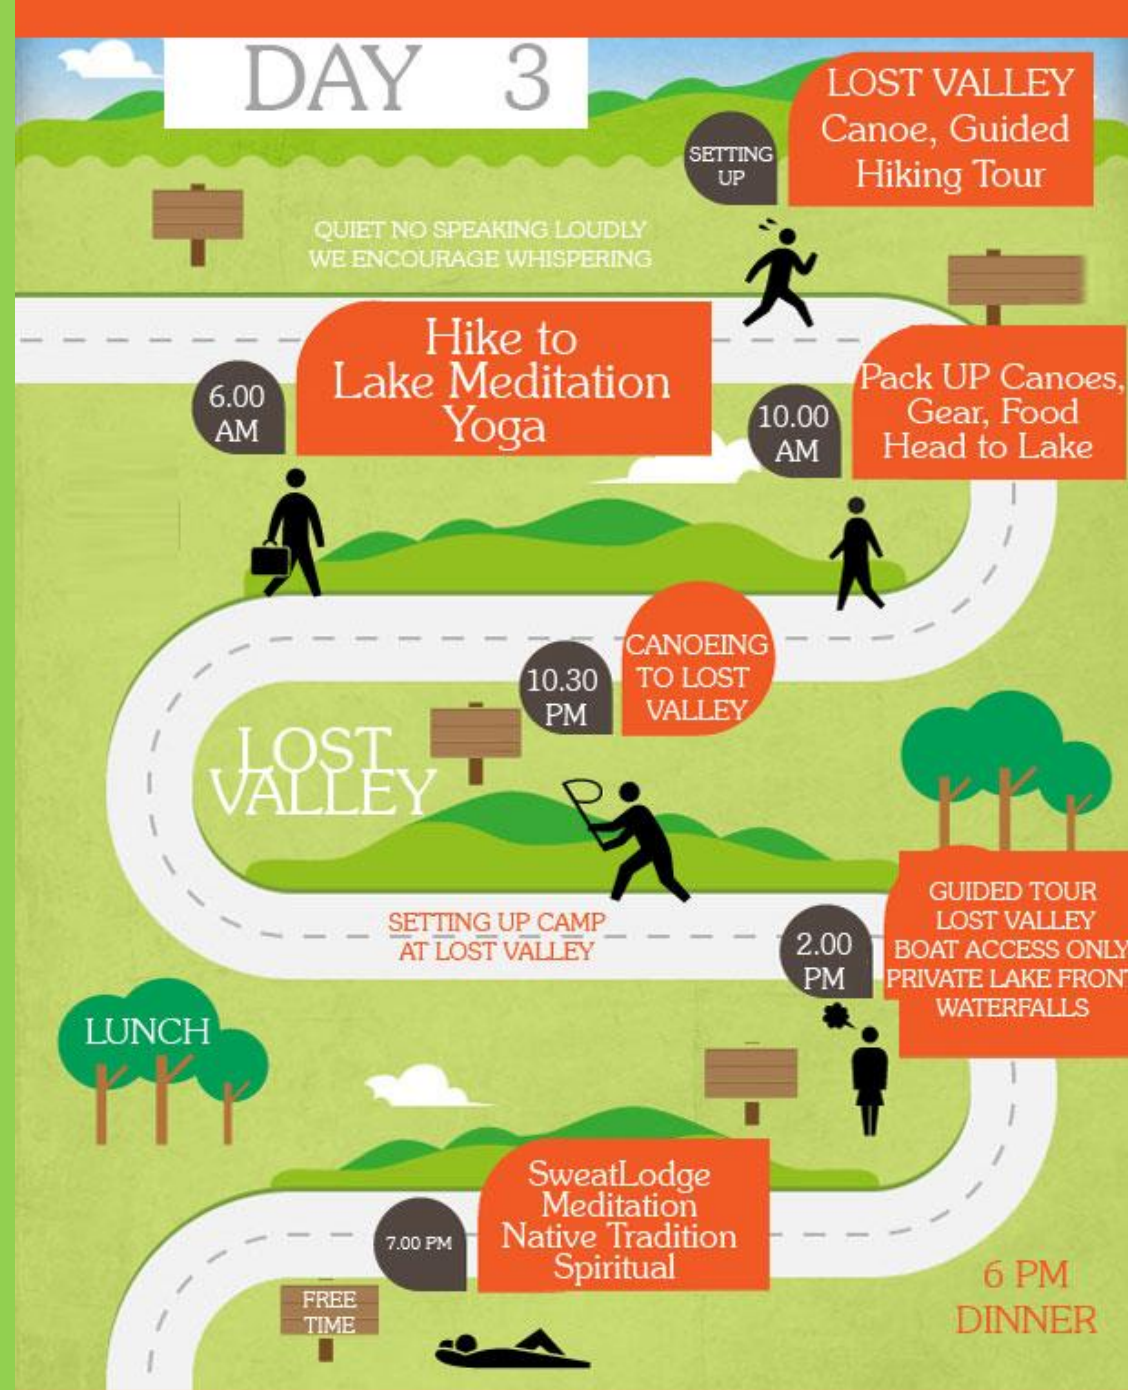 DAY 3
LOST VALLEY
Canoe, Guided
Hiking Tour
SETTING
UP
QUIET NO SPEAKING LOUDLY
WE ENCOURAGE WHISPERING
Hike to
Lake Meditation
Yoga
6.00
AM
Pack UP Canoes,
Gear, Food
Head to Lake
10.00
AM
CANOEING
TO LOST
VALLEY
10.30
PM
LOST
VALLEY
GUIDED TOUR
LOST VALLEY
BOAT ACCESS ONLY
PRIVATE LAKE FRONT
WATERFALLS
SETTING UP CAMP
AT LOST VALLEY
2.00
PM
LUNCH
SweatLodge
Meditation
Native Tradition
Spiritual
7.00 PM
6 PM
DINNER
FREE
TIME